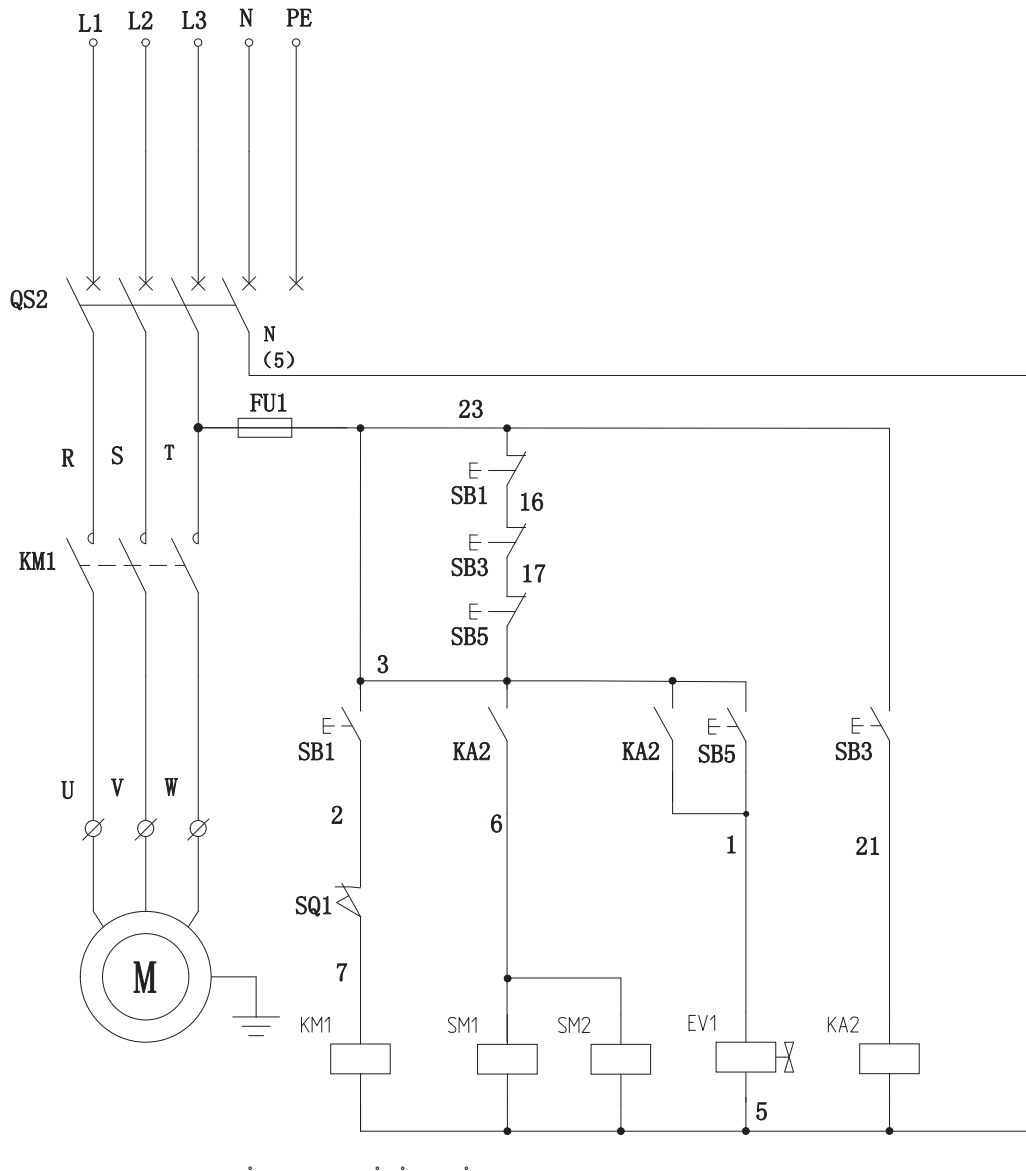 L1 L2 L3 N PE
QS2
N
(5)
FU1
23
R S T
SB1
16
KM1
SB3
17
SB5
3
SB1 KA2 KA2 SB5 SB3
U V W
2 6 1 21
SQ1
M
7
KM1 SM1 SM2 EV1 KA2
5